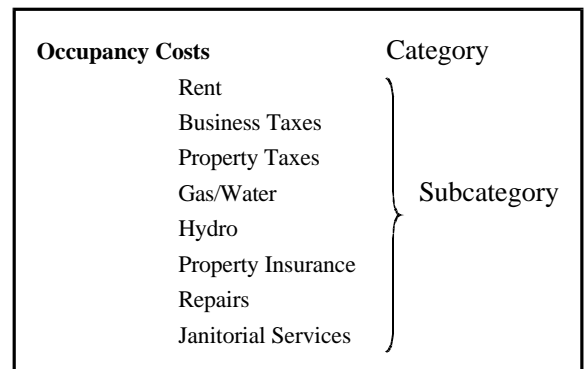 Occupancy Costs Category
Rent
Business Taxes
Property Taxes
Gas/Water Subcategory
Hydro
Property Insurance
Repairs
Janitorial Services